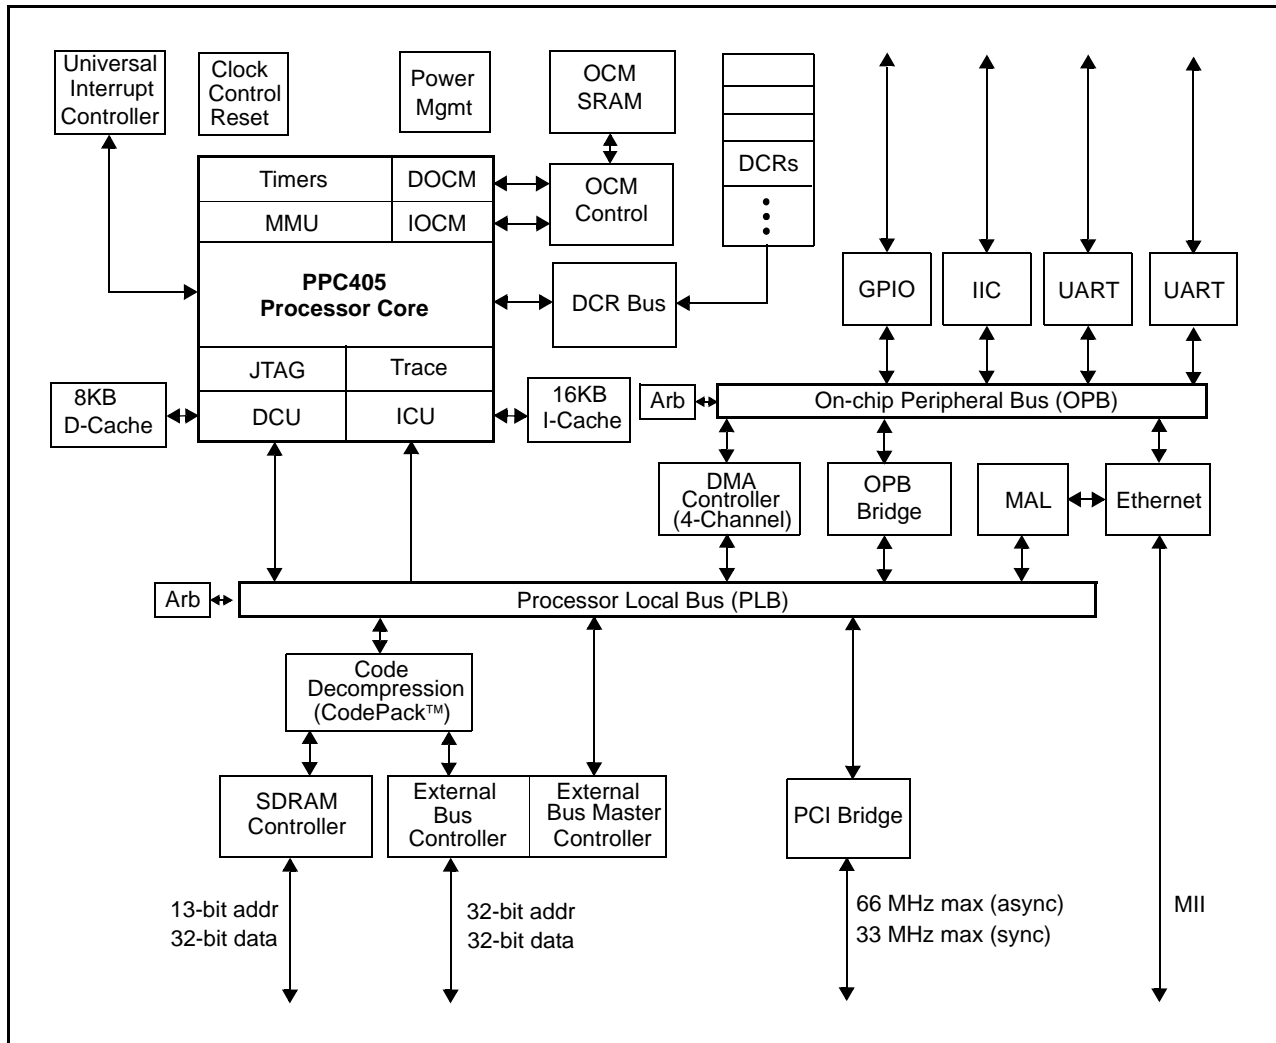 Universal
Interrupt
Controller
Clock
Control
Reset
Power
Mgmt
OCM
SRAM
DCRs
Timers
DOCM
MMU
IOCM
OCM
Control
PPC405
Processor Core
DCR Bus
GPIO
IIC
UART
UART
JTAG
Trace
DCU
ICU
8KB
D-Cache
16KB
I-Cache
Arb
On-chip Peripheral Bus (OPB)
DMA
Controller
(4-Channel)
OPB
Bridge
MAL
Ethernet
Arb
Processor Local Bus (PLB)
Code
Decompression
(CodePack™)
SDRAM
Controller
External
Bus
Controller
External
Bus Master
Controller
PCI Bridge
13-bit addr
32-bit data
32-bit addr
32-bit data
66 MHz max (async)
33 MHz max (sync)
MII